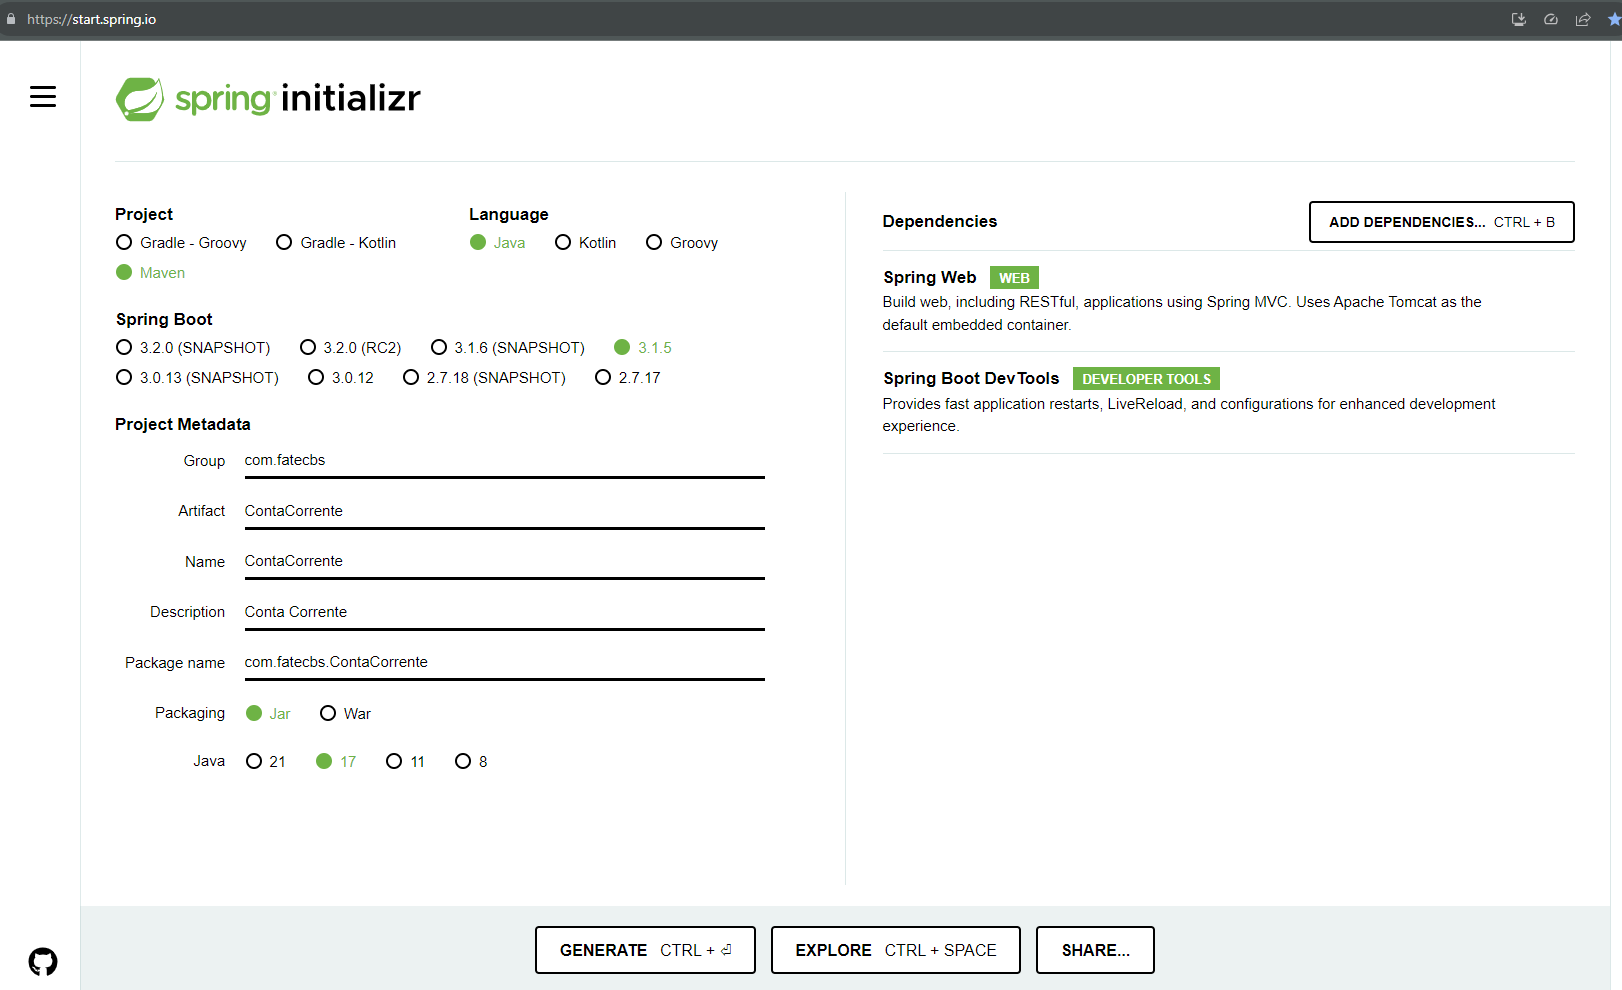 https://start.spring.io
spring initializr
Project
Gradle - Groovy Gradle - Kotlin
Maven
Language
Java Kotlin Groovy
Spring Boot
3.2.0 (SNAPSHOT) 3.2.0 (RC2) 3.1.6 (SNAPSHOT) 3.1.5
3.0.13 (SNAPSHOT) 3.0.12 2.7.18 (SNAPSHOT) 2.7.17
Project Metadata
Group com.fatecbs
Artifact ContaCorrente
Name ContaCorrente
Description Conta Corrente
Package name com.fatecbs.ContaCorrente
Packaging Jar War
Java 21 17 11 8
Dependencies ADD DEPENDENCIES... CTRL + B
Spring Web WEB
Build web, including RESTful, applications using Spring MVC. Uses Apache Tomcat as the
default embedded container.
Spring Boot DevTools DEVELOPER TOOLS
Provides fast application restarts, LiveReload, and configurations for enhanced development
experience.
GENERATE CTRL + ⏎ EXPLORE CTRL + SPACE SHARE...